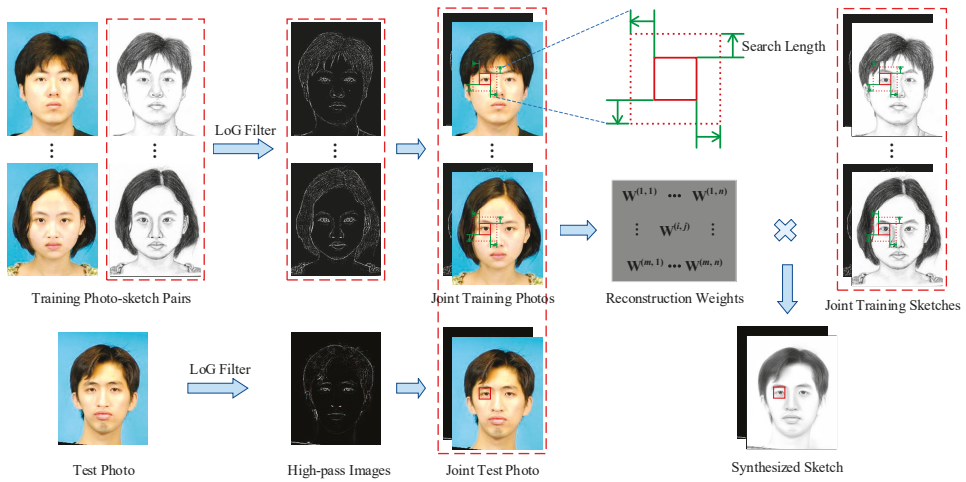 Search Length
LoG Filter
W^(1, 1) ... W^(1, n)
⋮ W^(i, j) ⋮
W^(m, 1) ... W^(m, n)
Training Photo-sketch Pairs
Joint Training Photos
Reconstruction Weights
Joint Training Sketches
LoG Filter
Test Photo
High-pass Images
Joint Test Photo
Synthesized Sketch